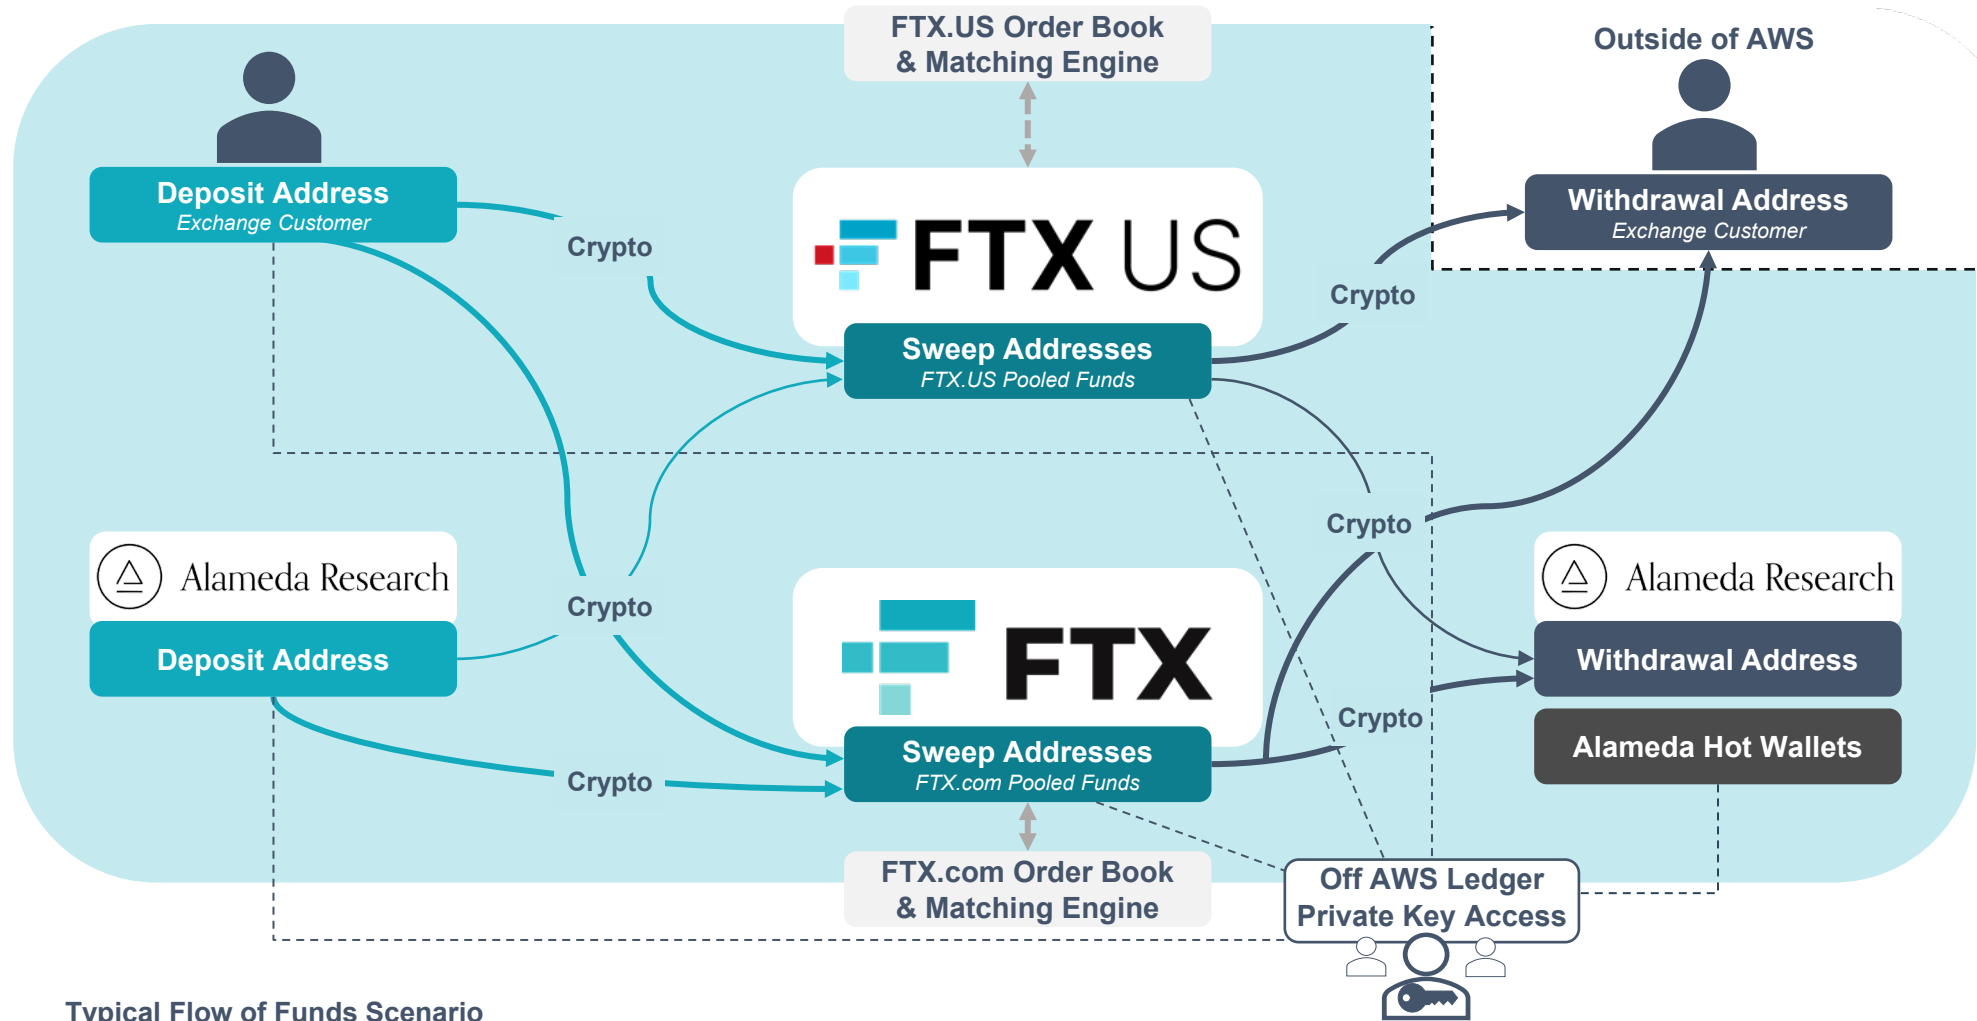 FTX.US Order Book
& Matching Engine
Outside of AWS
Deposit Address
Exchange Customer
Crypto
FTX US
Sweep Addresses
FTX.US Pooled Funds
Crypto
Withdrawal Address
Exchange Customer
Crypto
Alameda Research
Deposit Address
Crypto
FTX
Sweep Addresses
FTX.com Pooled Funds
Crypto
Crypto
Alameda Research
Withdrawal Address
Alameda Hot Wallets
FTX.com Order Book
& Matching Engine
Off AWS Ledger
Private Key Access
Typical Flow of Funds Scenario